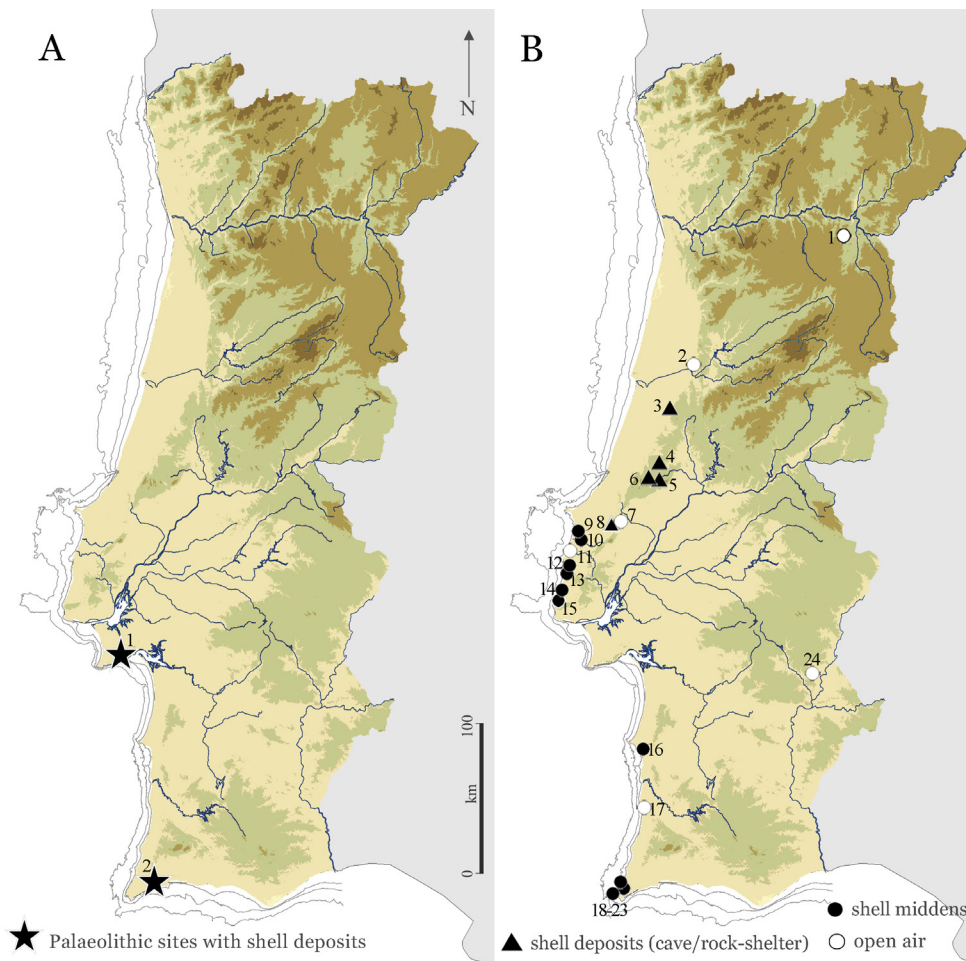 A
B
N
1
2
3
4
6
5
8
7
9
10
11
12
13
14
15
1
24
100
16
km
17
2
0
18-23
shell middens
Palaeolithic sites with shell deposits
shell deposits (cave/rock-shelter)
open air